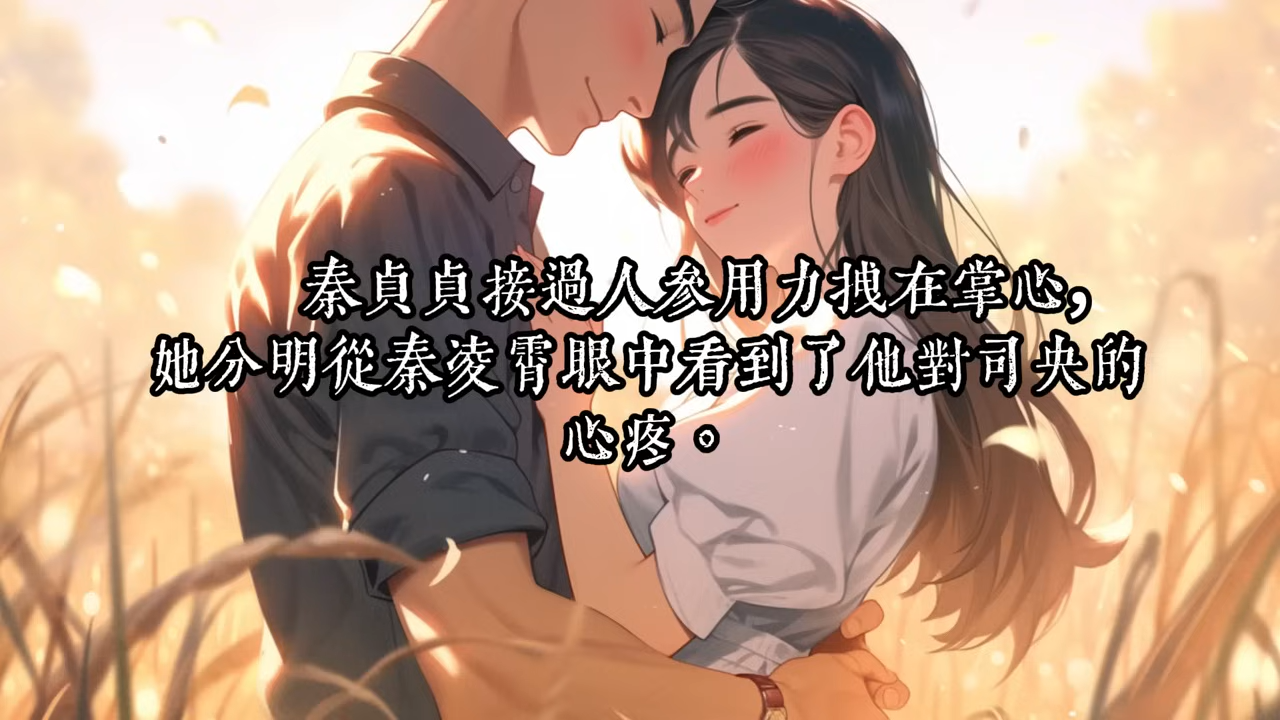 秦貞貞接過人參用力拽在掌心,
她分明從秦凌霄眼中看到了他對司央的
心疼。